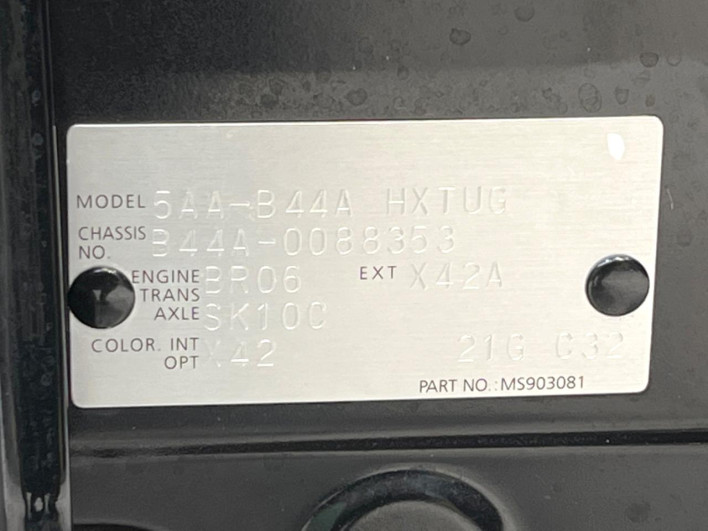 MODEL 5AA-B44A HXTUG
CHASSIS NO. B44A-0088353
ENGINE BR06 EXT X42A
TRANS AXLE SK10C
COLOR. INT OPT X42 21G C32
PART NO.: MS903081